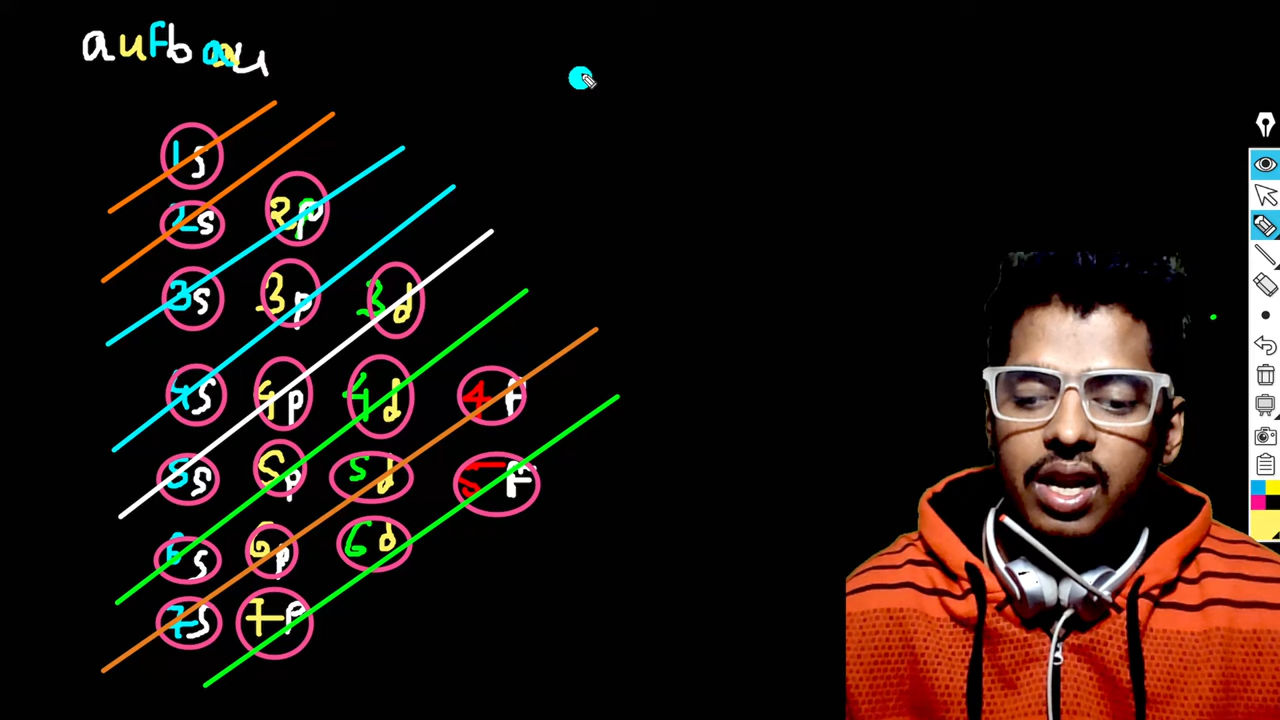 aufbau
1s
2s 2p
3s 3p 3d
4s 4p 4d 4f
5s 5p 5d 5f
6s 6p 6d
7s 7p